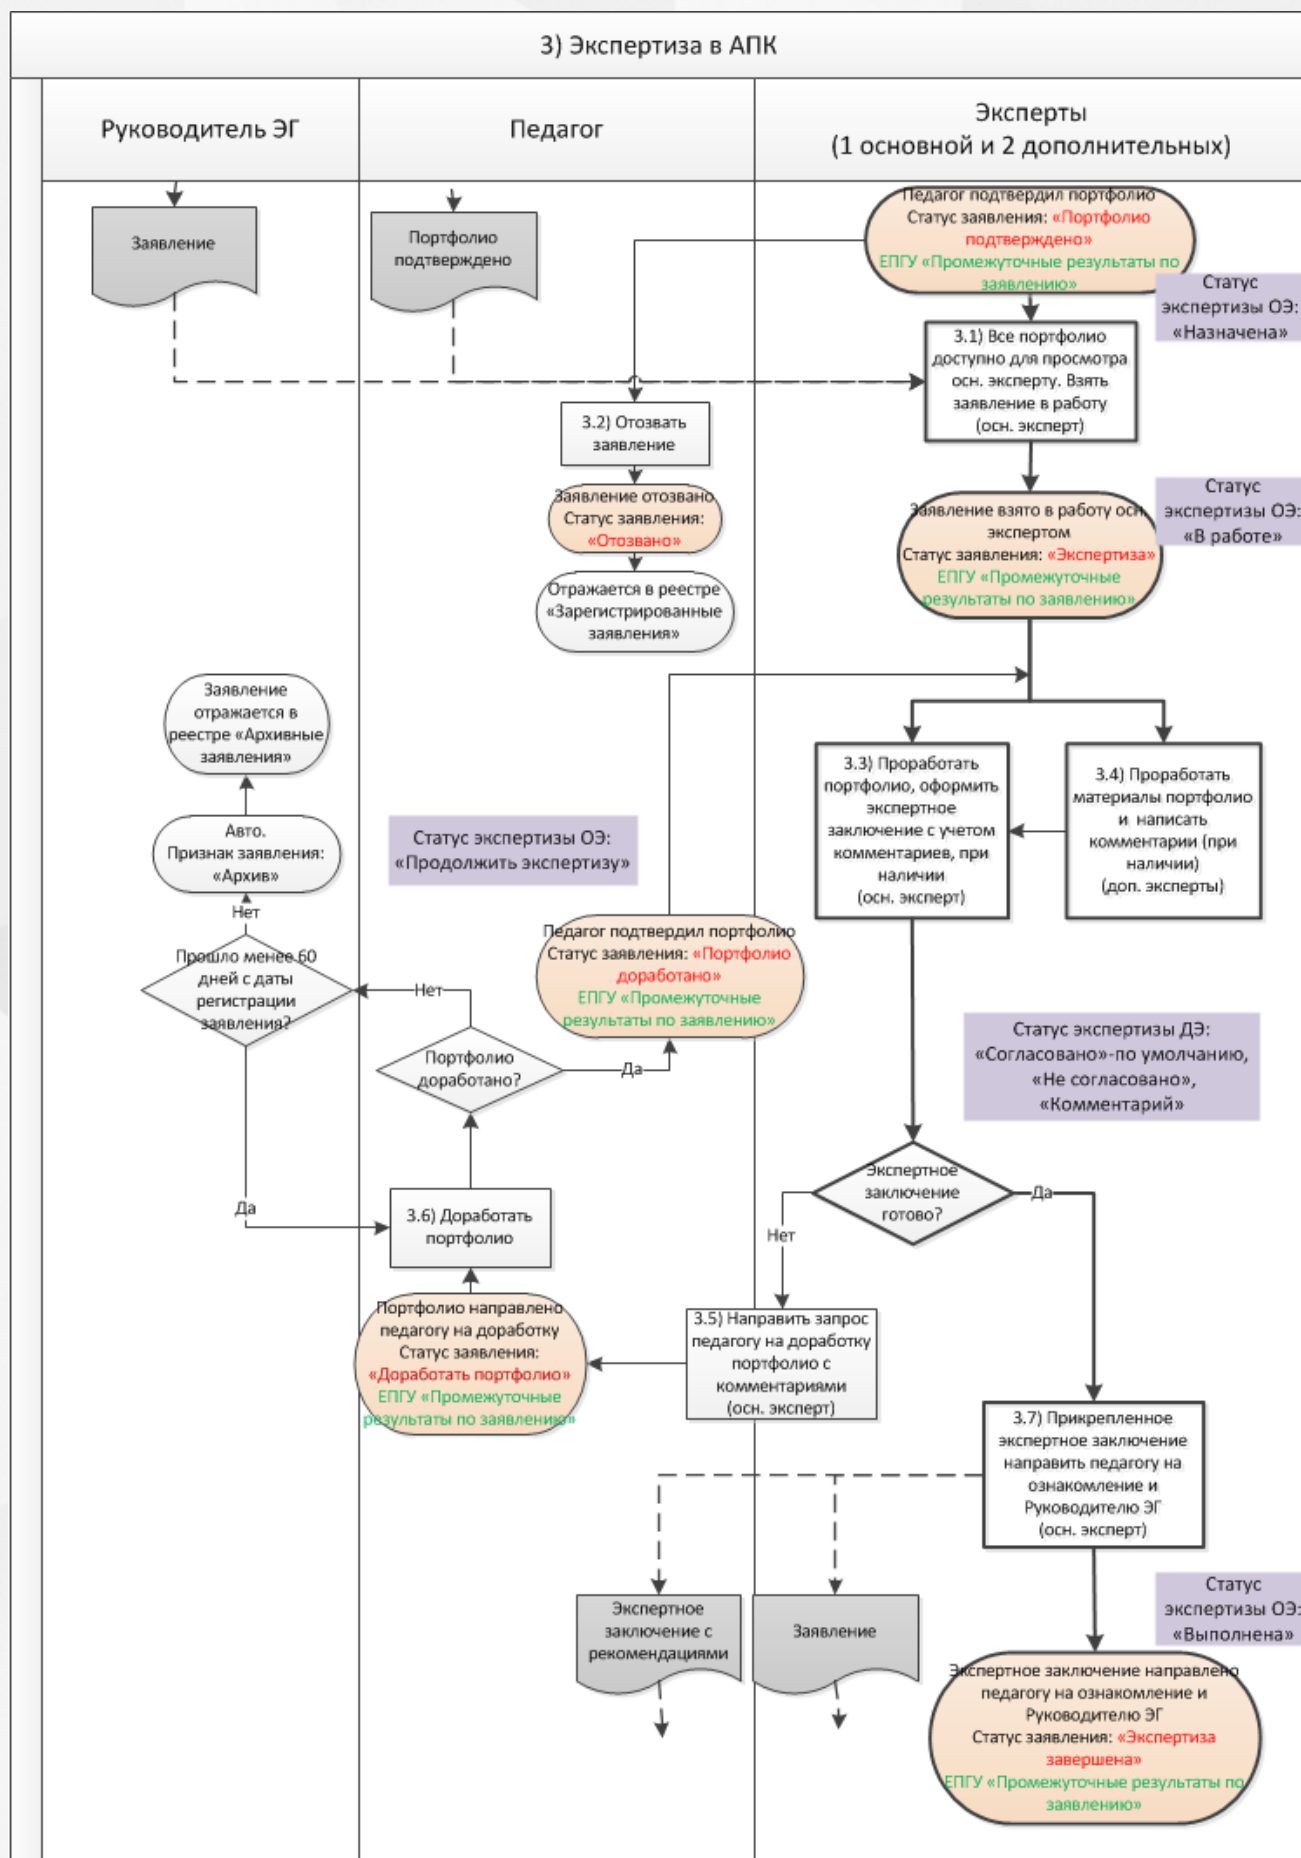 3) Экспертиза в АПК
Руководитель ЭГ
Педагог
Эксперты
(1 основной и 2 дополнительных)
Заявление
Портфолио
подтверждено
Педагог подтвердил портфолио
Статус заявления: «Портфолио
подтверждено»
ЕПГУ «Промежуточные результаты по
заявлению»
Статус
экспертизы ОЭ:
«Назначена»
3.1) Все портфолио
доступно для просмотра
осн. эксперту. Взять
заявление в работу
(осн. эксперт)
3.2) Отозвать
заявление
Заявление отозвано
Статус заявления:
«Отозвано»
Отражается в реестре
«Зарегистрированные
заявления»
Статус
экспертизы ОЭ:
«В работе»
Заявление взято в работу осн.
экспертом
Статус заявления: «Экспертиза»
ЕПГУ «Промежуточные
результаты по заявлению»
Заявление
отражается в
реестре «Архивные
заявления»
Авто.
Признак заявления:
«Архив»
Нет
Прошло менее 60
дней с даты
регистрации
заявления?
Да
Статус экспертизы ОЭ:
«Продолжить экспертизу»
Педагог подтвердил портфолио
Статус заявления: «Портфолио
доработано»
ЕПГУ «Промежуточные
результаты по заявлению»
Нет
Портфолио
доработано?
Да
3.3) Проработать
портфолио, оформить
экспертное
заключение с учетом
комментариев, при
наличии
(осн. эксперт)
3.4) Проработать
материалы портфолио
и написать
комментарии (при
наличии)
(доп. эксперты)
Статус экспертизы ДЭ:
«Согласовано»-по умолчанию,
«Не согласовано»,
«Комментарий»
Экспертное
заключение
готово?
Да
Нет
3.6) Доработать
портфолио
Портфолио направлено
педагогу на доработку
Статус заявления:
«Доработать портфолио»
ЕПГУ «Промежуточные
результаты по заявлению»
3.5) Направить запрос
педагогу на доработку
портфолио с
комментариями
(осн. эксперт)
3.7) Прикрепленное
экспертное заключение
направить педагогу на
ознакомление и
Руководителю ЭГ
(осн. эксперт)
Экспертное
заключение с
рекомендациями
Заявление
Статус
экспертизы ОЭ:
«Выполнена»
Экспертное заключение направлено
педагогу на ознакомление и
Руководителю ЭГ
Статус заявления: «Экспертиза
завершена»
ЕПГУ «Промежуточные результаты по
заявлению»